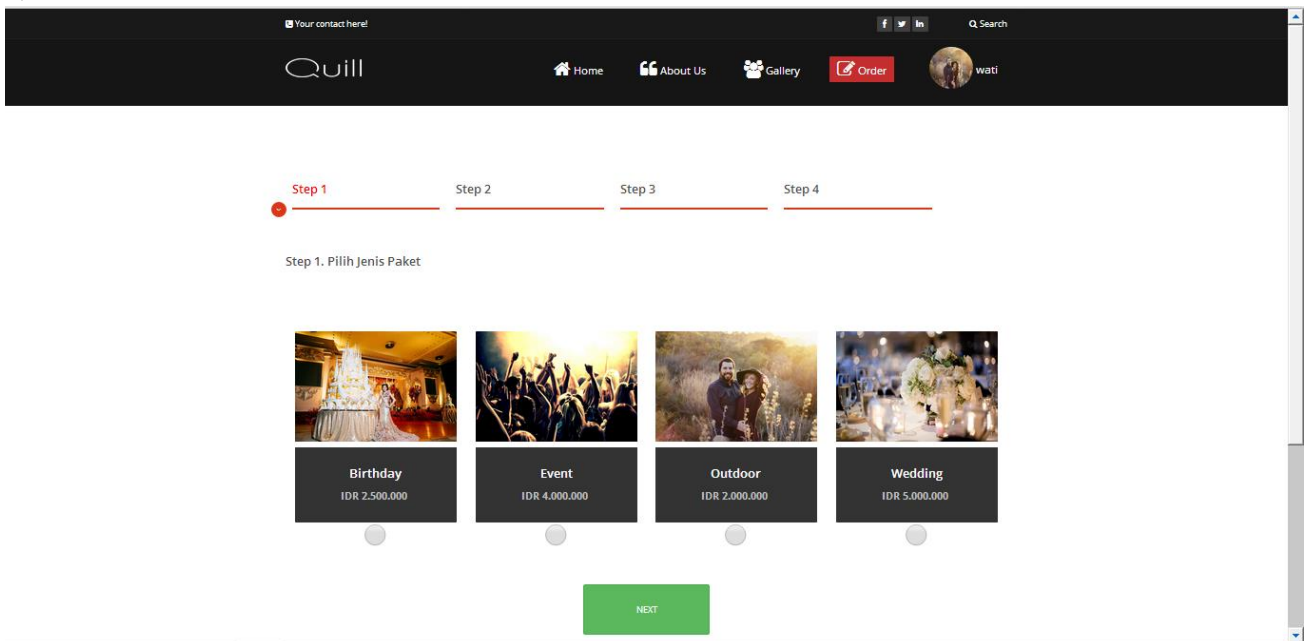 Your contact here!
f in Search
Quill Home About Us Gallery Order wati
Step 1 Step 2 Step 3 Step 4
Step 1. Pilih Jenis Paket
Birthday Event Outdoor Wedding
IDR 2.500.000 IDR 4.000.000 IDR 2.000.000 IDR 5.000.000
NEXT